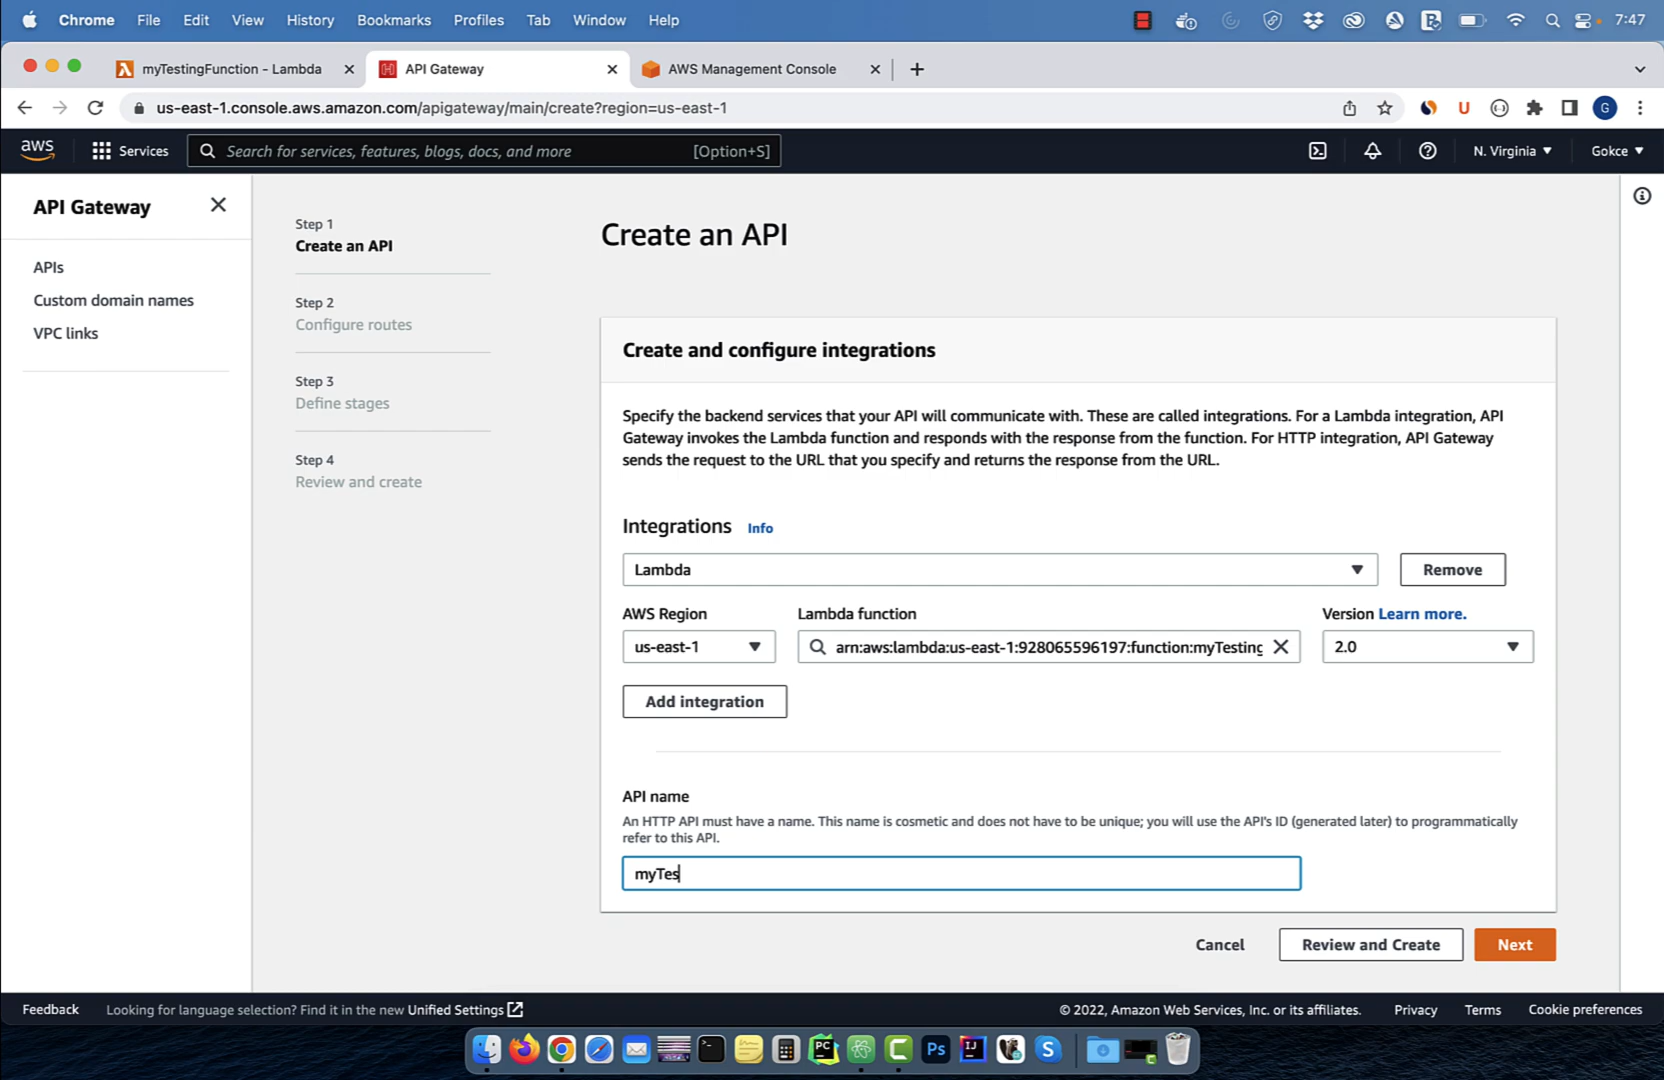 Chrome File Edit View History Bookmarks Profiles Tab Window Help 7:47
myTestingFunction - Lambda API Gateway AWS Management Console
us-east-1.console.aws.amazon.com/apigateway/main/create?region=us-east-1 U G
aws Services Search for services, features, blogs, docs, and more [Option+S] N. Virginia Gokce
API Gateway
APIs
Custom domain names
VPC links
Step 1
Create an API
Step 2
Configure routes
Step 3
Define stages
Step 4
Review and create
Create an API
Create and configure integrations
Specify the backend services that your API will communicate with. These are called integrations. For a Lambda integration, API
Gateway invokes the Lambda function and responds with the response from the function. For HTTP integration, API Gateway
sends the request to the URL that you specify and returns the response from the URL.
Integrations Info
Lambda Remove
AWS Region Lambda function Version Learn more.
us-east-1 arn:aws:lambda:us-east-1:928065596197:function:myTesting 2.0
Add integration
API name
An HTTP API must have a name. This name is cosmetic and does not have to be unique; you will use the API's ID (generated later) to programmatically
refer to this API.
myTes
Cancel Review and Create Next
Feedback Looking for language selection? Find it in the new Unified Settings © 2022, Amazon Web Services, Inc. or its affiliates. Privacy Terms Cookie preferences
PC C Ps IJ S